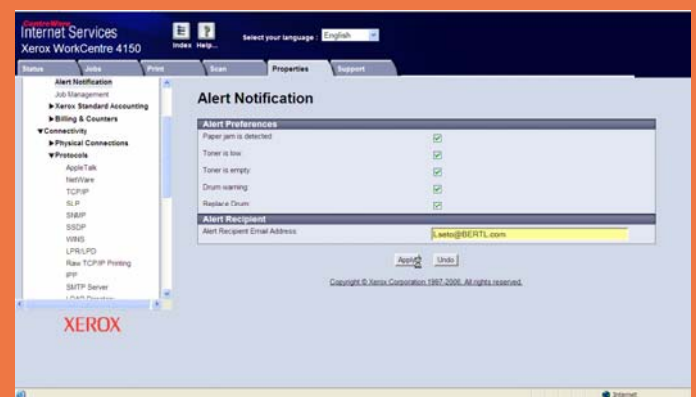 CentreWare
Internet Services
Xerox WorkCentre 4150
Index Help...
Select your language : English
Status Jobs Print Scan Properties Support
Alert Notification
Job Management
Xerox Standard Accounting
Billing & Counters
Connectivity
Physical Connections
Protocols
AppleTalk
NetWare
TCP/IP
SLP
SNMP
SSDP
WINS
LPR/LPD
Raw TCP/IP Printing
IPP
SMTP Server
LDAP Directory
XEROX
Alert Notification
Alert Preferences
Paper jam is detected
Toner is low
Toner is empty
Drum warning
Replace Drum
Alert Recipient
Alert Recipient Email Address
Laeto@BERTL.com
Apply Undo
Copyright © Xerox Corporation 1997-2006. All rights reserved.
Internet